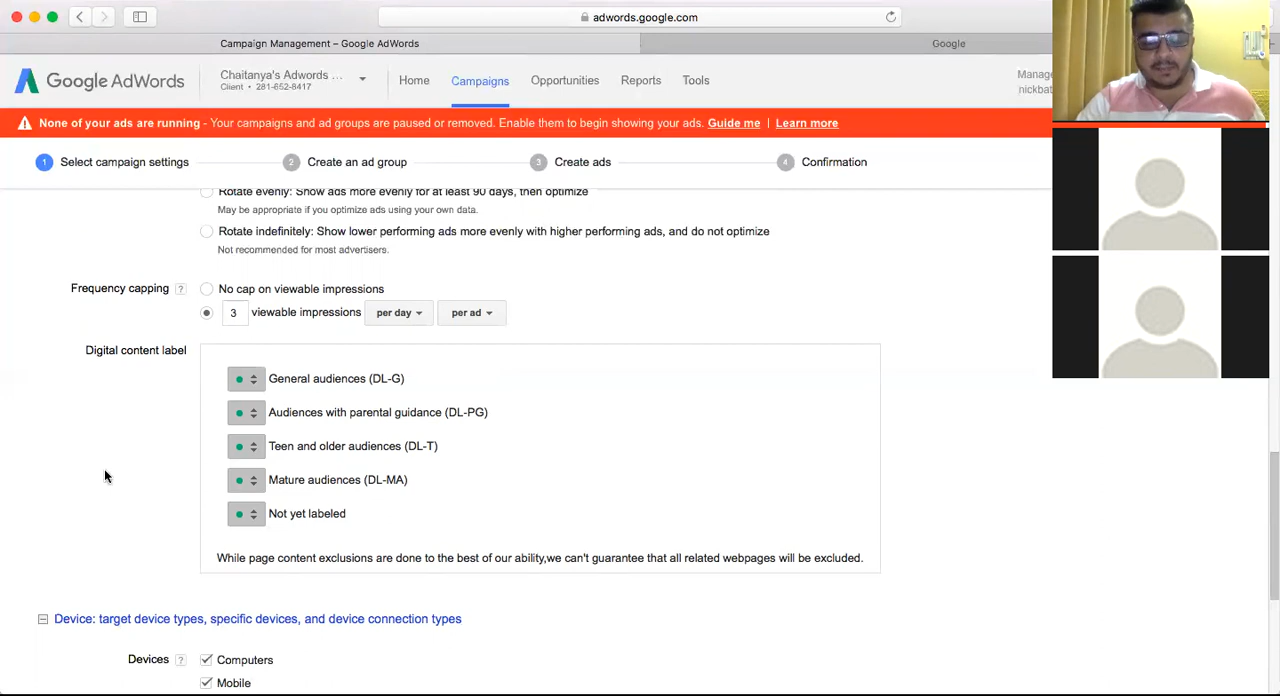 adwords.google.com
Campaign Management – Google AdWords
Google
Google AdWords
Chaitanya's Adwords ...
Client • 281-652-8417
Home
Campaigns
Opportunities
Reports
Tools
Manage
nickbat
None of your ads are running - Your campaigns and ad groups are paused or removed. Enable them to begin showing your ads. Guide me | Learn more
1 Select campaign settings
2 Create an ad group
3 Create ads
4 Confirmation
Rotate evenly: Show ads more evenly for at least 90 days, then optimize
May be appropriate if you optimize ads using your own data.
Rotate indefinitely: Show lower performing ads more evenly with higher performing ads, and do not optimize
Not recommended for most advertisers.
Frequency capping ? No cap on viewable impressions
3 viewable impressions per day per ad
Digital content label
General audiences (DL-G)
Audiences with parental guidance (DL-PG)
Teen and older audiences (DL-T)
Mature audiences (DL-MA)
Not yet labeled
While page content exclusions are done to the best of our ability,we can't guarantee that all related webpages will be excluded.
Device: target device types, specific devices, and device connection types
Devices ? Computers
Mobile